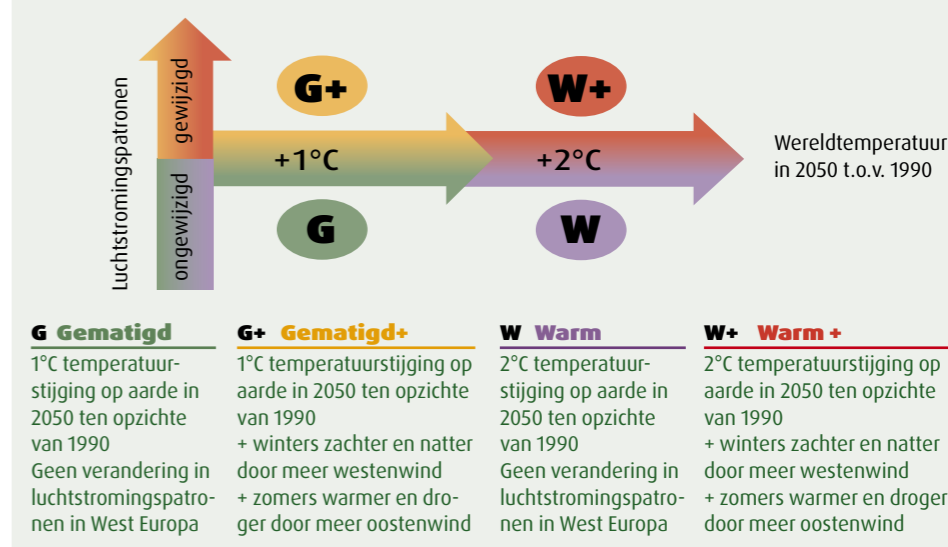 Luchtstromingspatronen
gewijzigd
ongewijzigd
G+
W+
+1°C
+2°C
Wereldtemperatuur
in 2050 t.o.v. 1990
G
W
G Gematigd
1°C temperatuur-
stijging op aarde in
2050 ten opzichte
van 1990
Geen verandering in
luchtstromingspatro-
nen in West Europa
G+ Gematigd+
1°C temperatuurstijging op
aarde in 2050 ten opzichte
van 1990
+ winters zachter en natter
door meer westenwind
+ zomers warmer en dro-
ger door meer oostenwind
W Warm
2°C temperatuur-
stijging op aarde in
2050 ten opzichte
van 1990
Geen verandering in
luchtstromingspatro-
nen in West Europa
W+ Warm +
2°C temperatuurstijging op
aarde in 2050 ten opzichte
van 1990
+ winters zachter en natter
door meer westenwind
+ zomers warmer en droger
door meer oostenwind